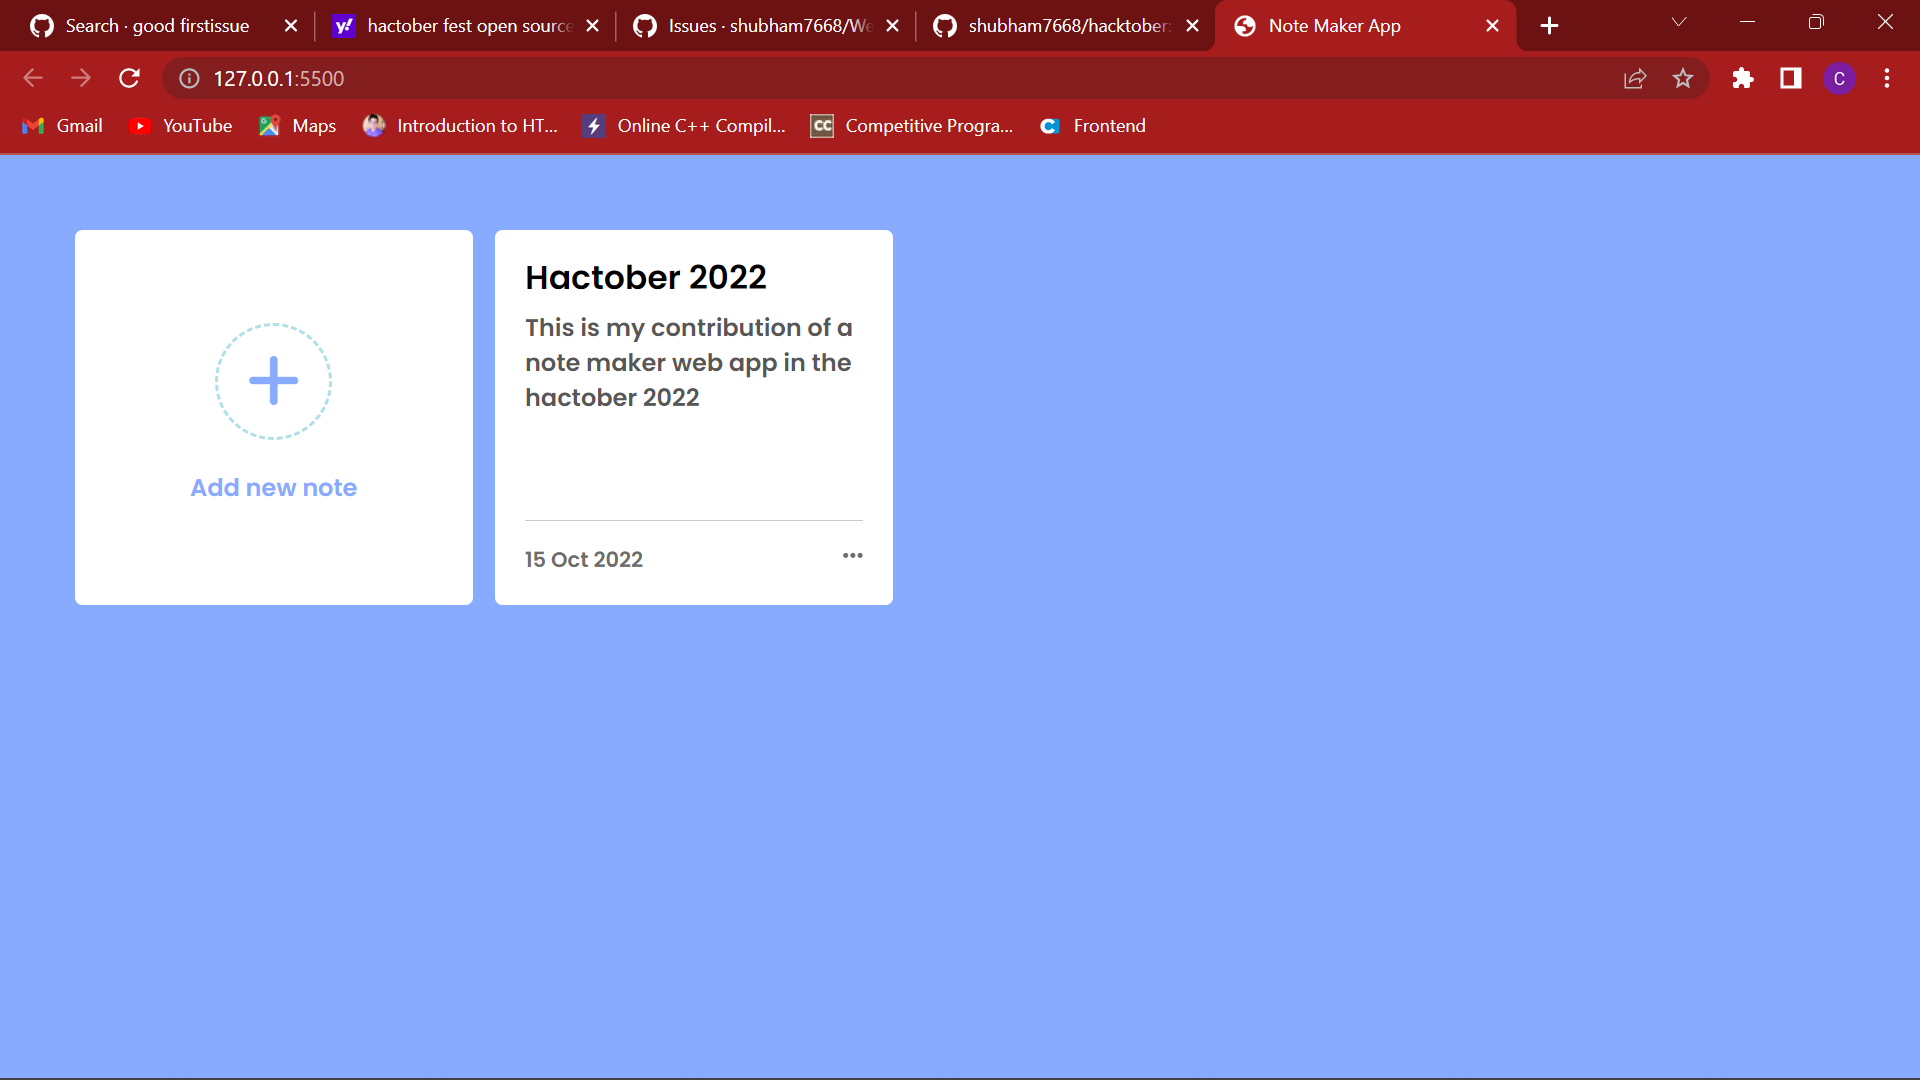 Search · good firstissue
hactober fest open source
Issues · shubham7668/We
shubham7668/hacktober
Note Maker App
127.0.0.1:5500
C
Gmail
YouTube
Maps
Introduction to HT...
Online C++ Compil...
CC
Competitive Progra...
Frontend
Hactober 2022
This is my contribution of a
note maker web app in the
hactober 2022
Add new note
15 Oct 2022